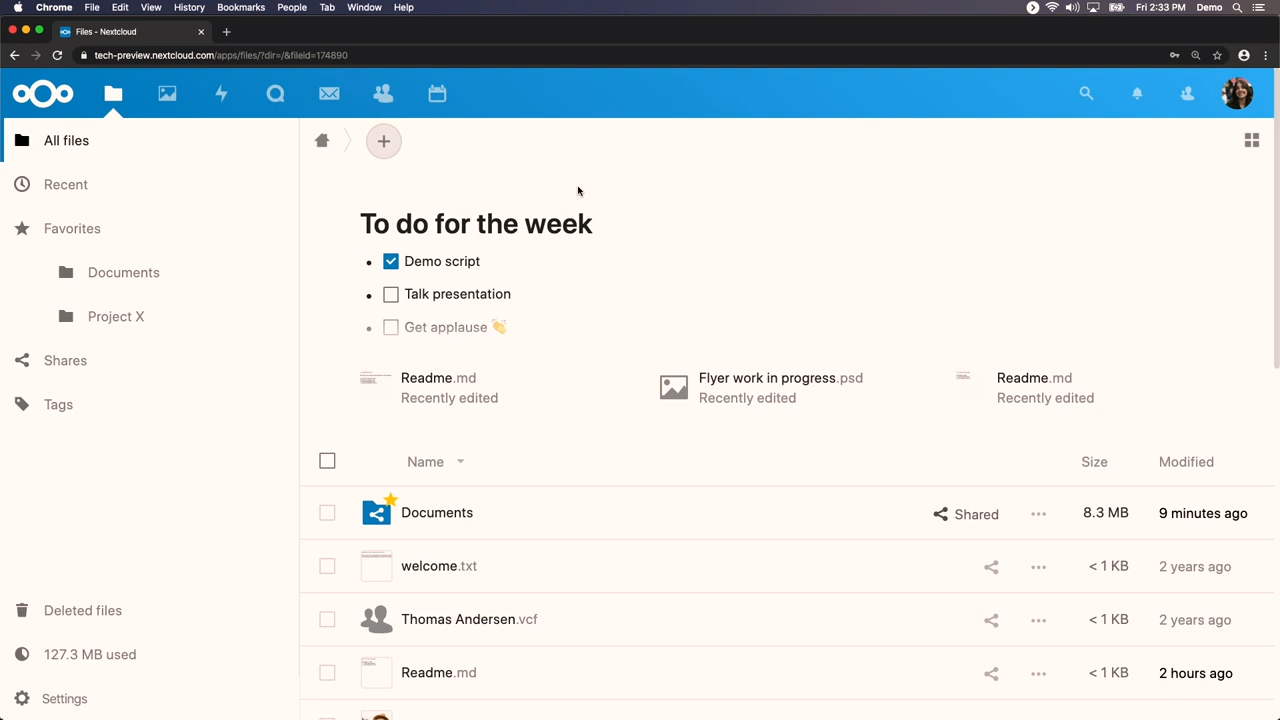 Chrome File Edit View History Bookmarks People Tab Window Help Fri 2:33 PM Demo
Files - Nextcloud
tech-preview.nextcloud.com/apps/files/?dir=/&fileid=174890
All files
Recent
Favorites
Documents
Project X
Shares
Tags
Deleted files
127.3 MB used
Settings
To do for the week
Demo script
Talk presentation
Get applause 👏
Readme.md
Recently edited
Flyer work in progress.psd
Recently edited
Readme.md
Recently edited
Name Size Modified
Documents Shared 8.3 MB 9 minutes ago
welcome.txt < 1 KB 2 years ago
Thomas Andersen.vcf < 1 KB 2 years ago
Readme.md < 1 KB 2 hours ago